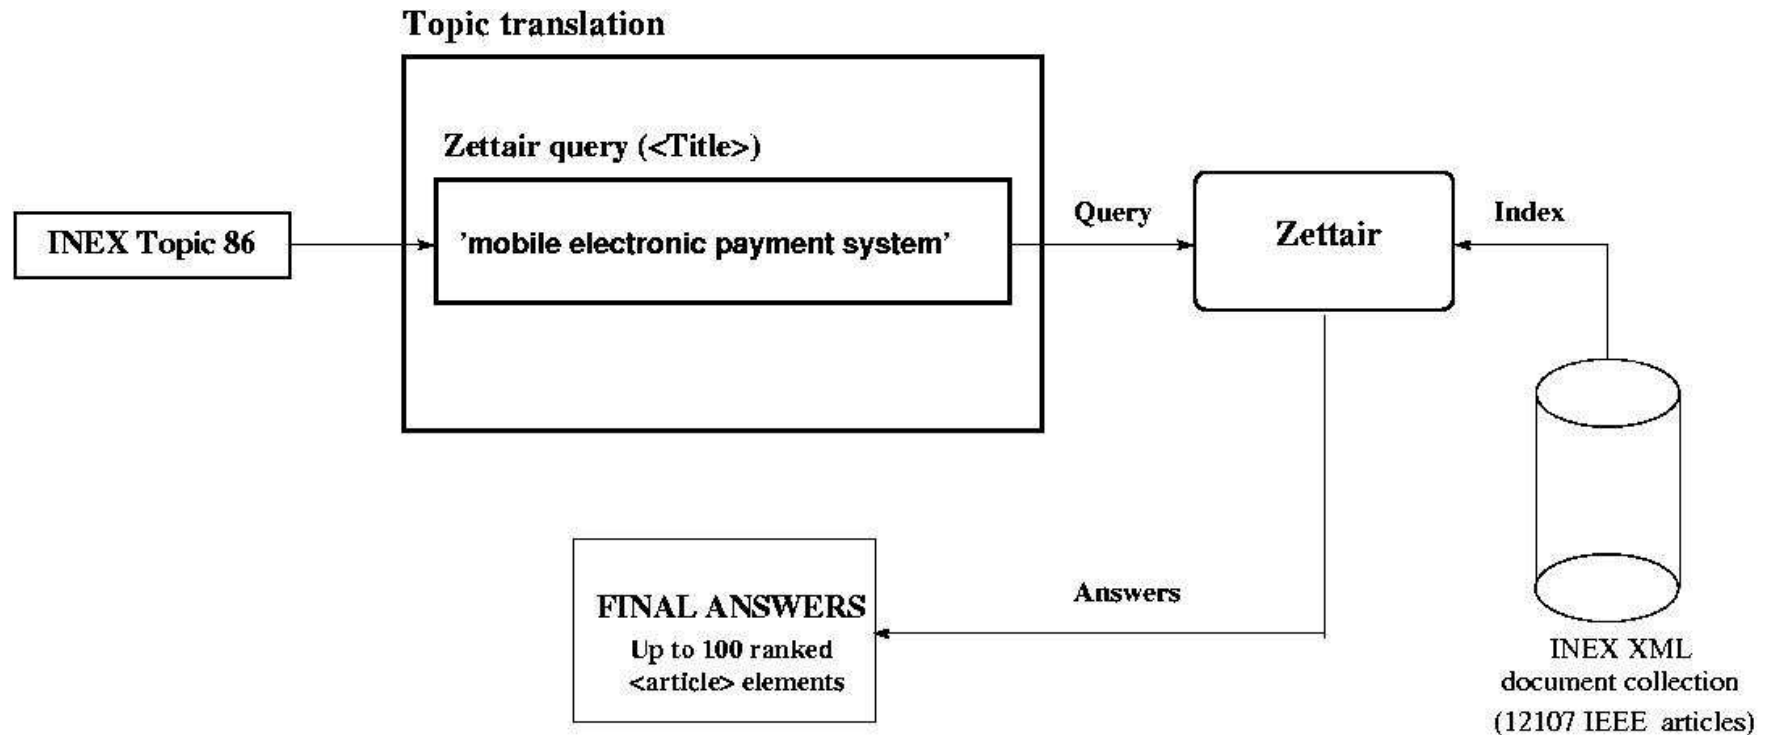 Topic translation
Zettair query (<Title>)
INEX Topic 86
'mobile electronic payment system'
Query
Zettair
Index
FINAL ANSWERS
Up to 100 ranked
<article> elements
Answers
INEX XML
document collection
(12107 IEEE articles)